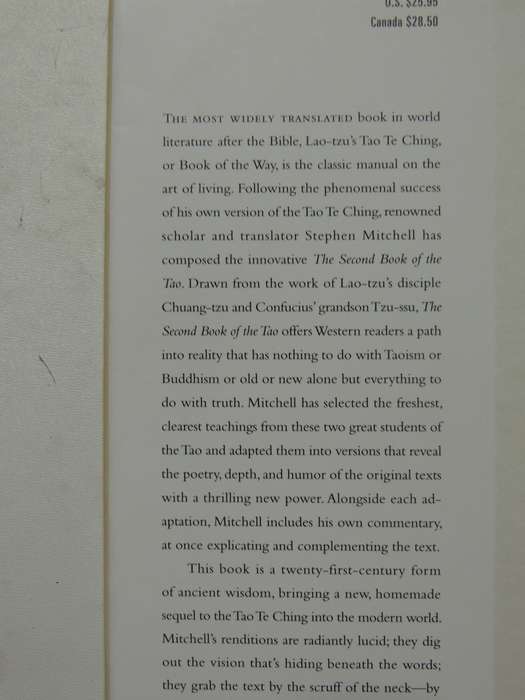 U.S. $25.95
Canada $28.50
THE MOST WIDELY TRANSLATED book in world
literature after the Bible, Lao-tzu's Tao Te Ching,
or Book of the Way, is the classic manual on the
art of living. Following the phenomenal success
of his own version of the Tao Te Ching, renowned
scholar and translator Stephen Mitchell has
composed the innovative The Second Book of the
Tao. Drawn from the work of Lao-tzu's disciple
Chuang-tzu and Confucius' grandson Tzu-ssu, The
Second Book of the Tao offers Western readers a path
into reality that has nothing to do with Taoism or
Buddhism or old or new alone but everything to
do with truth. Mitchell has selected the freshest,
clearest teachings from these two great students of
the Tao and adapted them into versions that reveal
the poetry, depth, and humor of the original texts
with a thrilling new power. Alongside each ad-
aptation, Mitchell includes his own commentary,
at once explicating and complementing the text.
This book is a twenty-first-century form
of ancient wisdom, bringing a new, homemade
sequel to the Tao Te Ching into the modern world.
Mitchell's renditions are radiantly lucid; they dig
out the vision that's hiding beneath the words;
they grab the text by the scruff of the neck—by